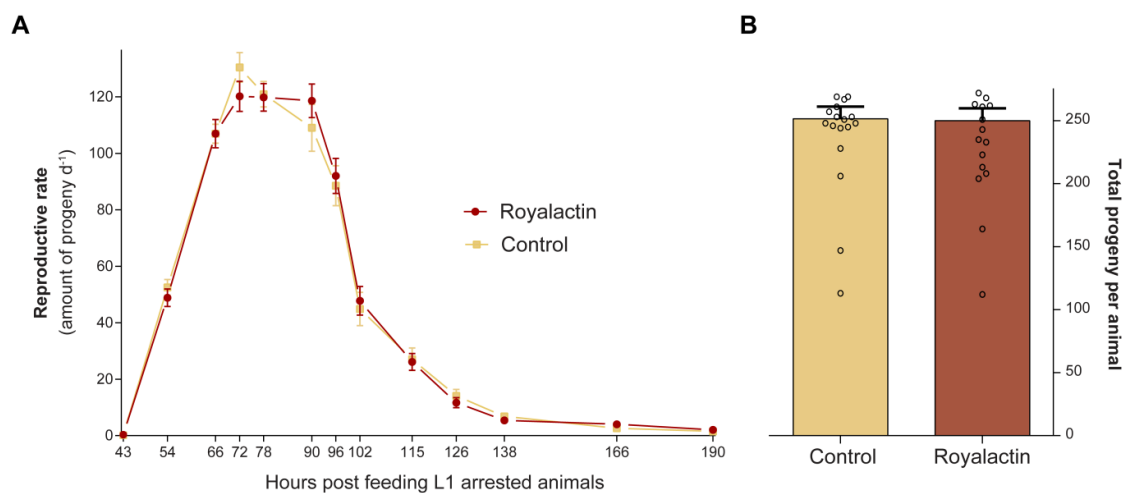 A
Reproductive rate
(amount of progeny d⁻¹)
120
100
80
60
40
20
0
43 54 66 72 78 90 96 102 115 126 138 166 190
Hours post feeding L1 arrested animals
Royalactin
Control
B
250
200
150
100
50
0
Total progeny per animal
Control Royalactin